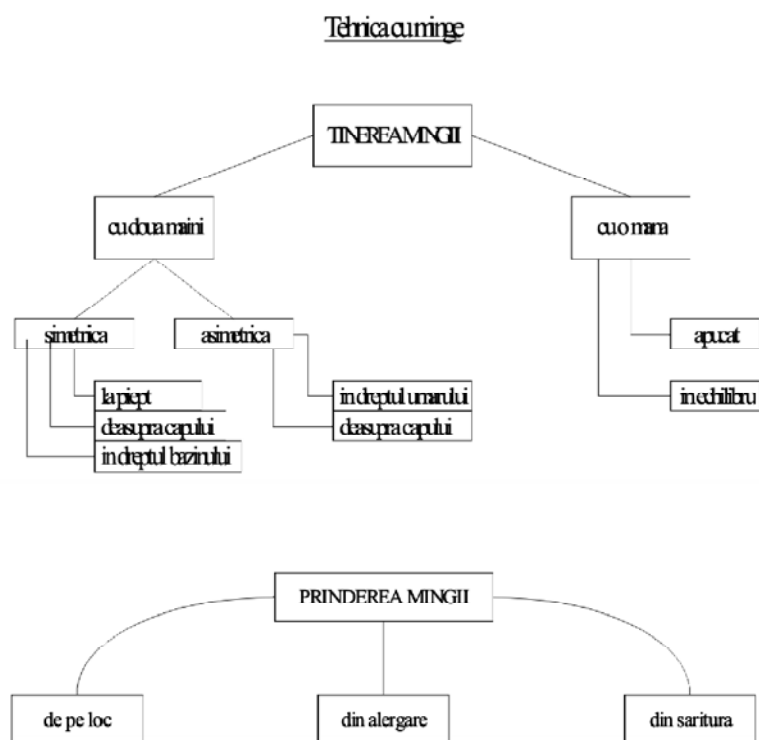 Tehnica cu minge
TINEREA MINGII
cu doua maini
cu o mana
simetrica
asimetrica
apucat
la piept
in dreptul umarului
in echilibru
deasupra capului
deasupra capului
in dreptul bazinului
PRINDEREA MINGII
de pe loc
din alergare
din saritura